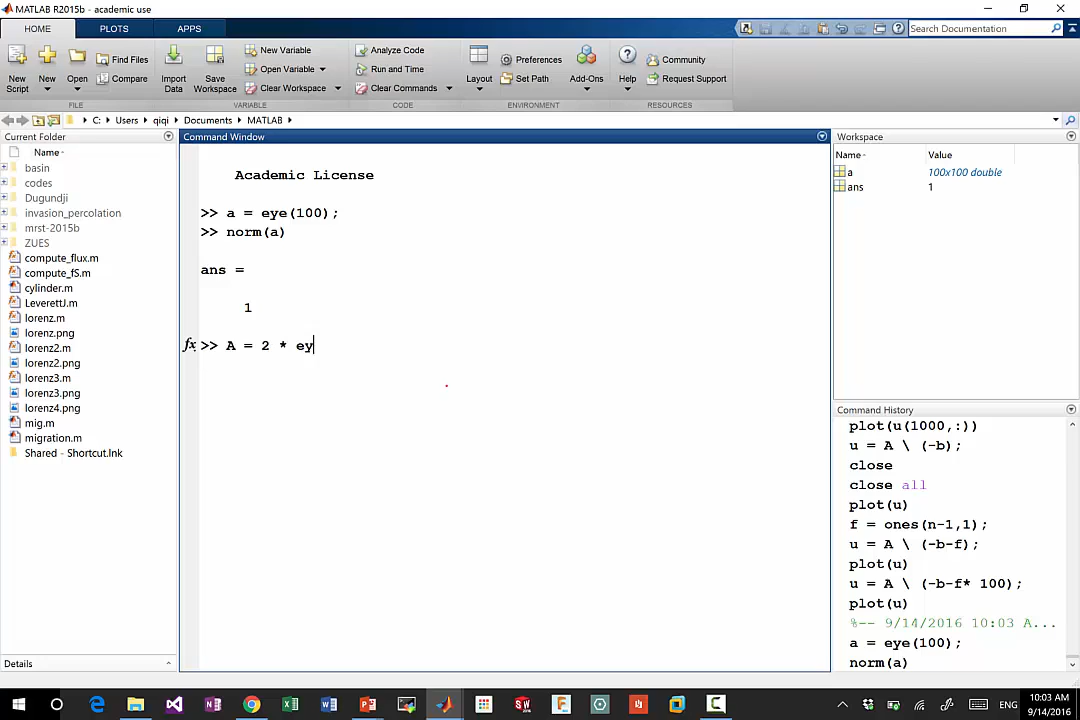 MATLAB R2015b - academic use
HOME
PLOTS
APPS
Search Documentation
New Script
New
Open
Find Files
Compare
Import Data
Save Workspace
New Variable
Open Variable
Clear Workspace
Analyze Code
Run and Time
Clear Commands
Layout
Preferences
Set Path
Add-Ons
Help
Community
Request Support
FILE
VARIABLE
CODE
ENVIRONMENT
RESOURCES
C: Users qiqi Documents MATLAB
Current Folder
Name
basin
codes
Dugundji
invasion_percolation
mrst-2015b
ZUES
compute_flux.m
compute_fS.m
cylinder.m
LeverettJ.m
lorenz.m
lorenz.png
lorenz2.m
lorenz2.png
lorenz3.m
lorenz3.png
lorenz4.png
mig.m
migration.m
Shared - Shortcut.lnk
Details
Command Window
Academic License
>> a = eye(100);
>> norm(a)
ans =
1
fx >> A = 2 * ey
Workspace
Name Value
a 100x100 double
ans 1
Command History
plot(u(1000,:))
u = A \ (-b);
close
close all
plot(u)
f = ones(n-1,1);
u = A \ (-b-f);
plot(u)
u = A \ (-b-f* 100);
plot(u)
%-- 9/14/2016 10:03 A...
a = eye(100);
norm(a)
ENG
10:03 AM
9/14/2016